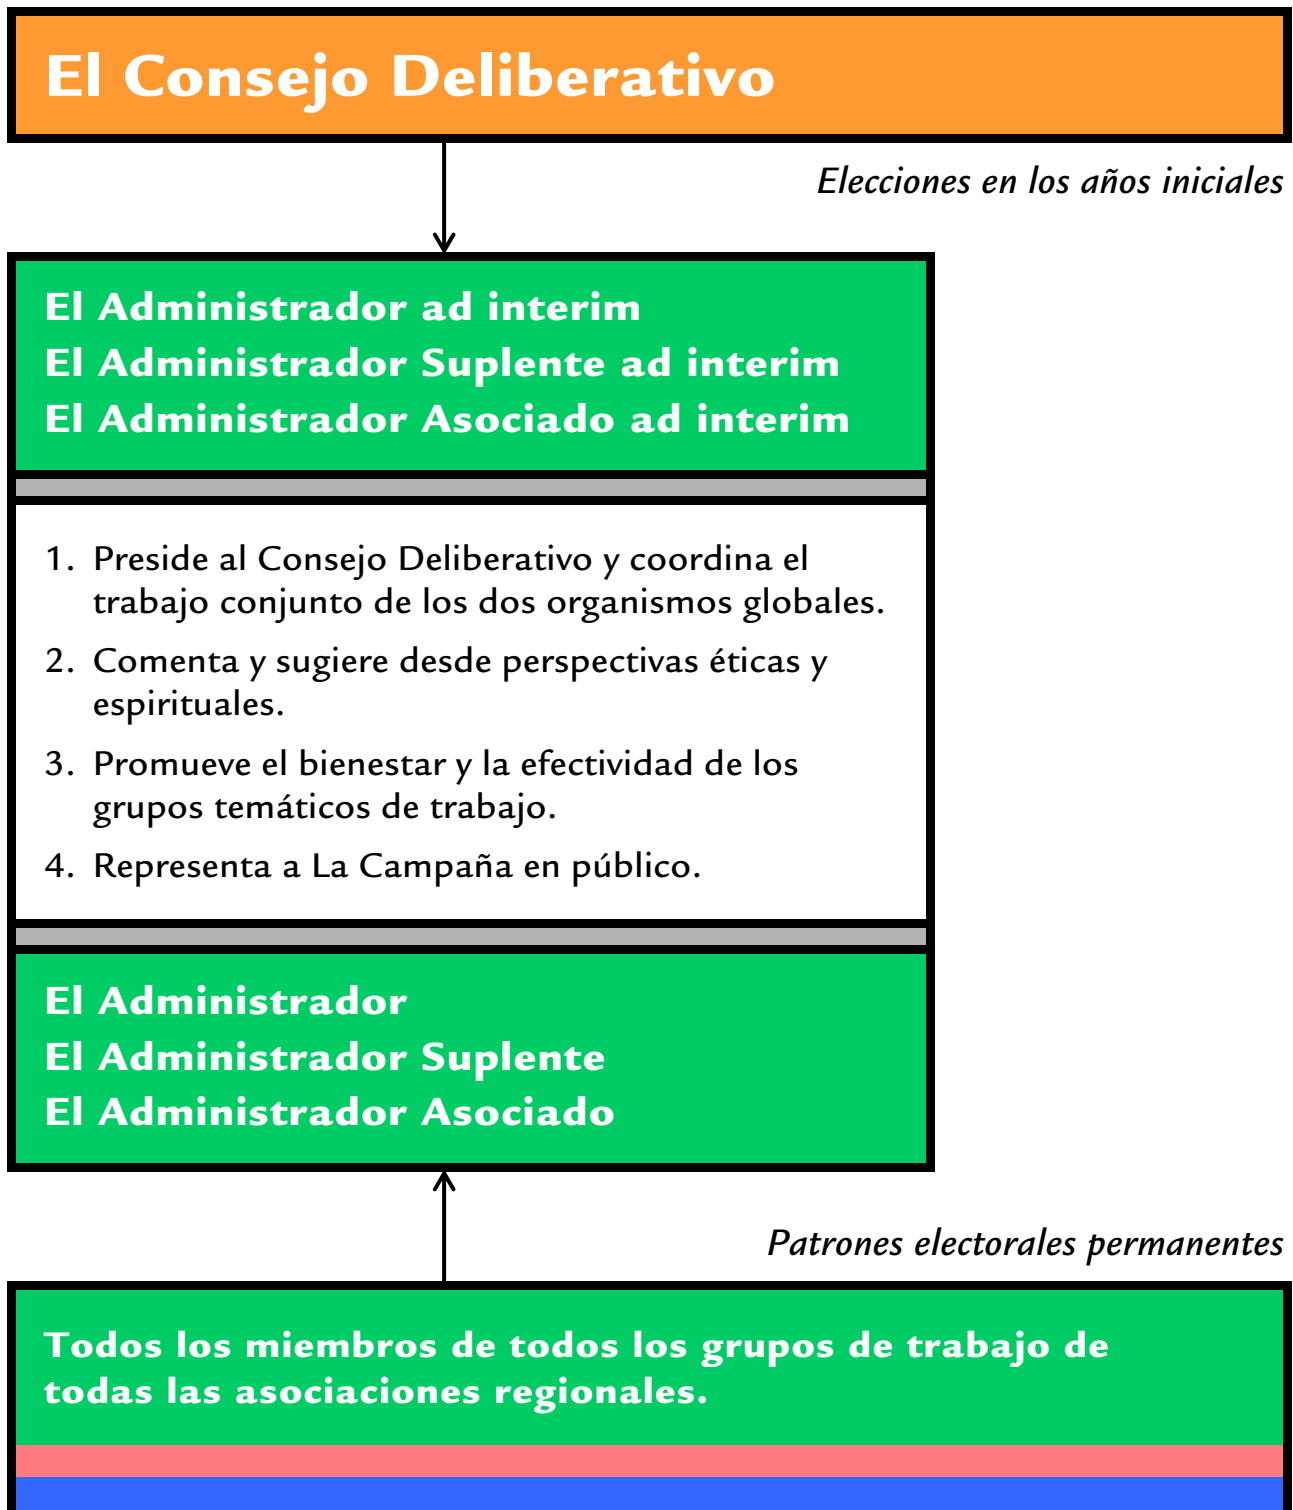 El Consejo Deliberativo
Elecciones en los años iniciales
El Administrador ad interim
El Administrador Suplente ad interim
El Administrador Asociado ad interim
1. Preside al Consejo Deliberativo y coordina el
trabajo conjunto de los dos organismos globales.
2. Comenta y sugiere desde perspectivas éticas y
espirituales.
3. Promueve el bienestar y la efectividad de los
grupos temáticos de trabajo.
4. Representa a La Campaña en público.
El Administrador
El Administrador Suplente
El Administrador Asociado
Patrones electorales permanentes
Todos los miembros de todos los grupos de trabajo de
todas las asociaciones regionales.